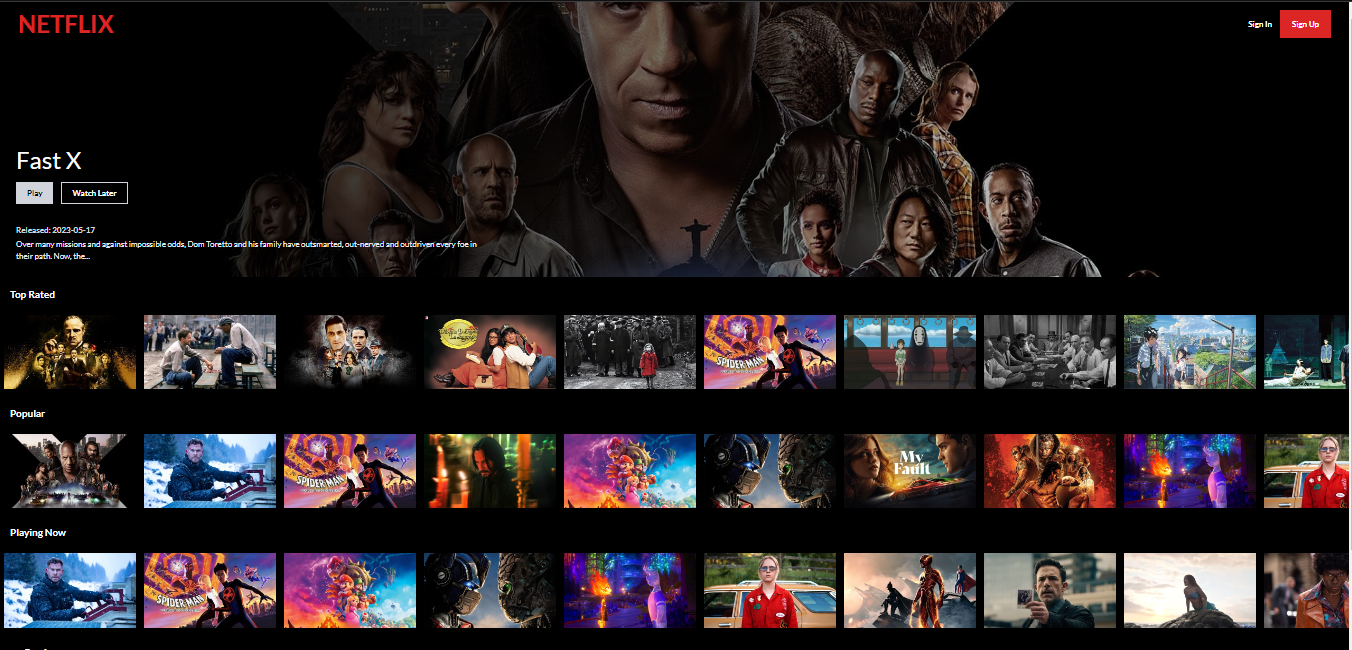 NETFLIX
Sign In
Sign Up
Fast X
Play
Watch Later
Released: 2023-05-17
Over many missions and against impossible odds, Dom Toretto and his family have outsmarted, out-nerved and outdriven every foe in
their path. Now, the...
Top Rated
SPIDER-MAN
Popular
SPIDER-MAN
My
Fault
Playing Now
SPIDER-MAN